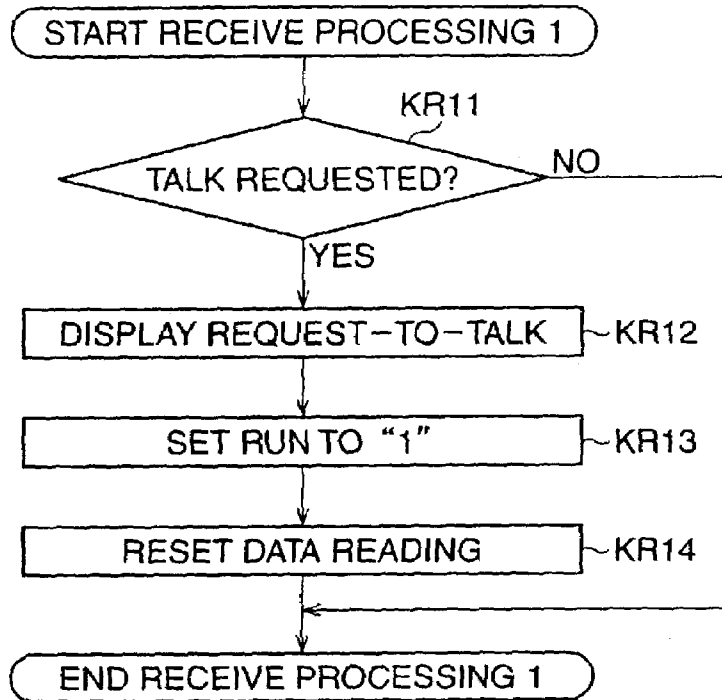 START RECEIVE PROCESSING 1
KR11
TALK REQUESTED?
NO
YES
DISPLAY REQUEST-TO-TALK
KR12
SET RUN TO "1"
KR13
RESET DATA READING
KR14
END RECEIVE PROCESSING 1